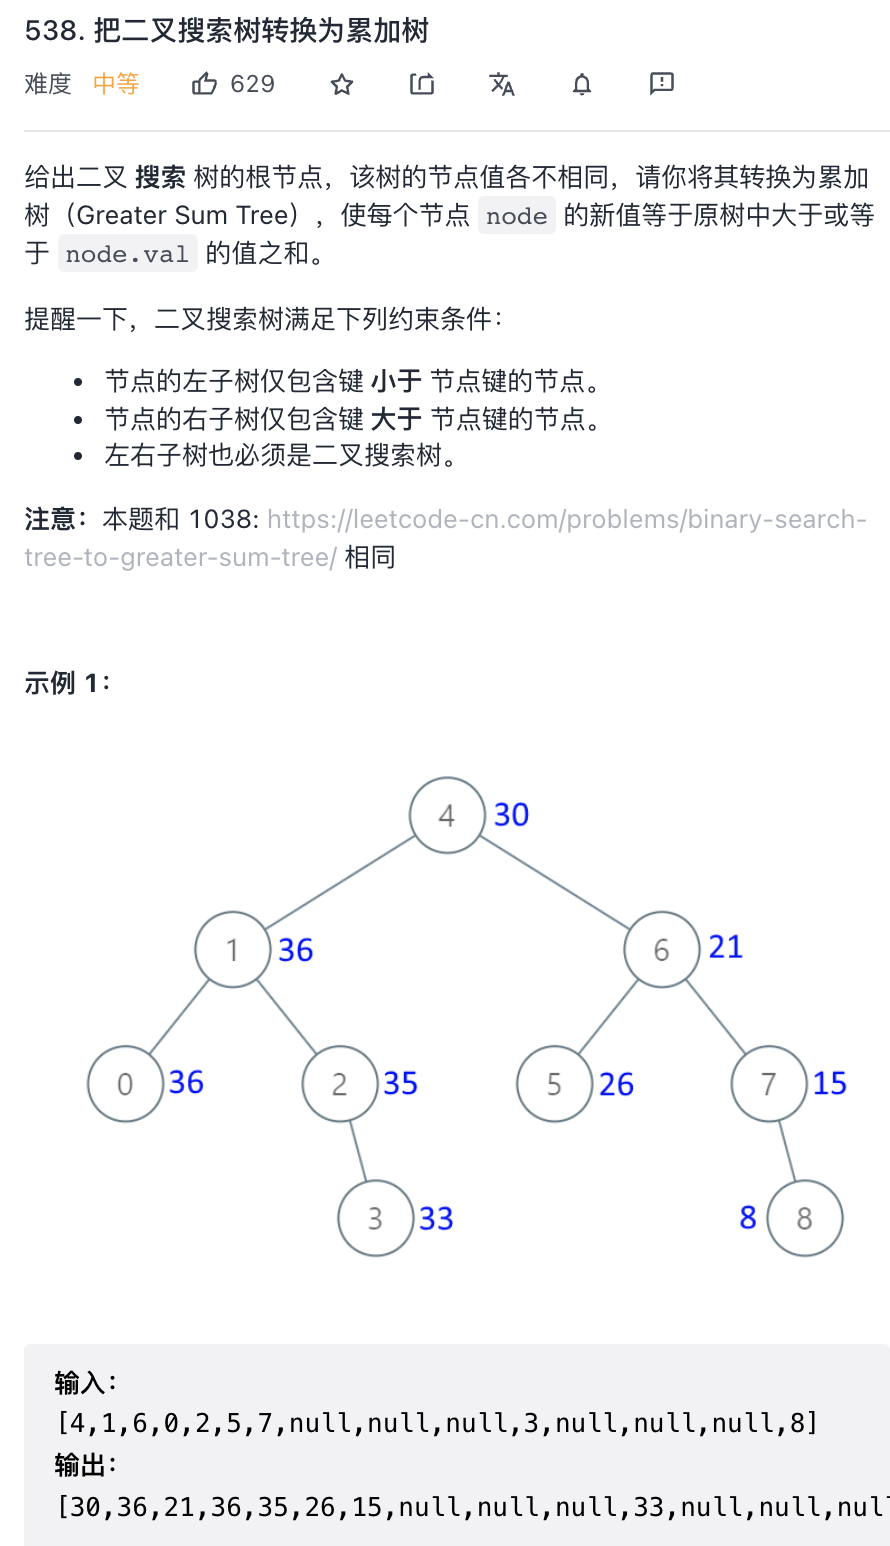 538. 把二叉搜索树转换为累加树
难度 中等 629
给出二叉 搜索 树的根节点，该树的节点值各不相同，请你将其转换为累加
树（Greater Sum Tree），使每个节点 node 的新值等于原树中大于或等
于 node.val 的值之和。
提醒一下，二叉搜索树满足下列约束条件：
• 节点的左子树仅包含键 小于 节点键的节点。
• 节点的右子树仅包含键 大于 节点键的节点。
• 左右子树也必须是二叉搜索树。
注意：本题和 1038: https://leetcode-cn.com/problems/binary-search-
tree-to-greater-sum-tree/ 相同
示例 1：
4 30
1 36 6 21
0 36 2 35 5 26 7 15
3 33 8 8
输入：
[4,1,6,0,2,5,7,null,null,null,3,null,null,null,8]
输出：
[30,36,21,36,35,26,15,null,null,null,33,null,null,null